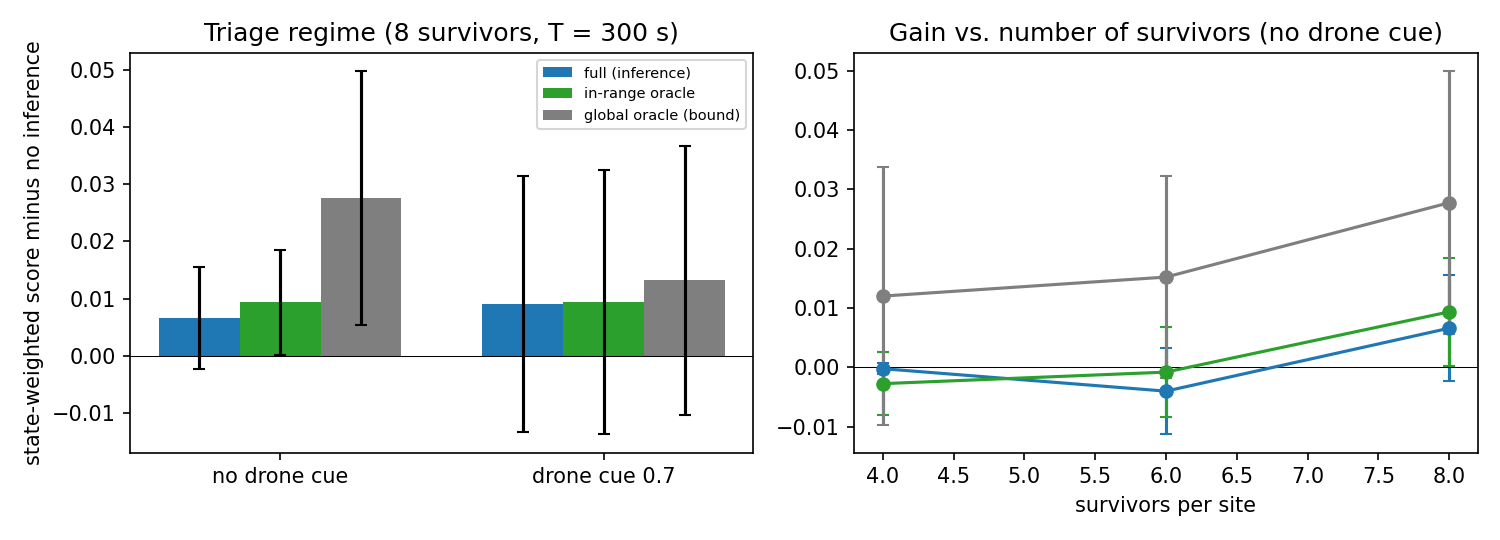 Triage regime (8 survivors, T = 300 s)
state-weighted score minus no inference
0.05
0.04
0.03
0.02
0.01
0.00
−0.01
full (inference)
in-range oracle
global oracle (bound)
no drone cue
drone cue 0.7
Gain vs. number of survivors (no drone cue)
0.05
0.04
0.03
0.02
0.01
0.00
−0.01
4.0 4.5 5.0 5.5 6.0 6.5 7.0 7.5 8.0
survivors per site